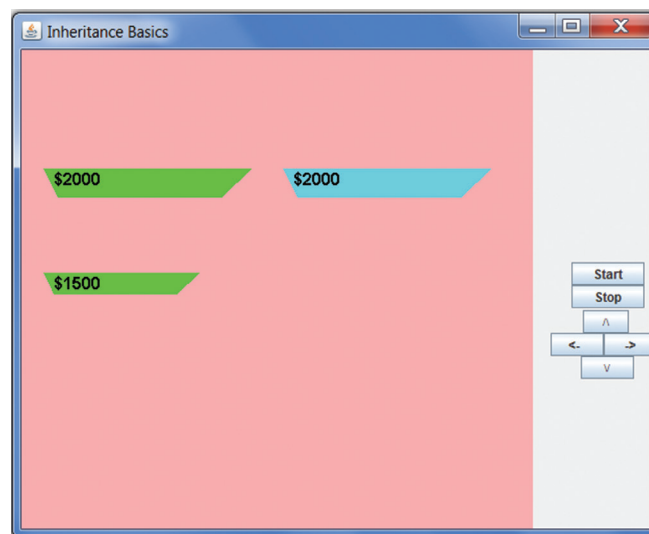 Inheritance Basics
$2000
$2000
$1500
Start
Stop
Λ
<- ->
V